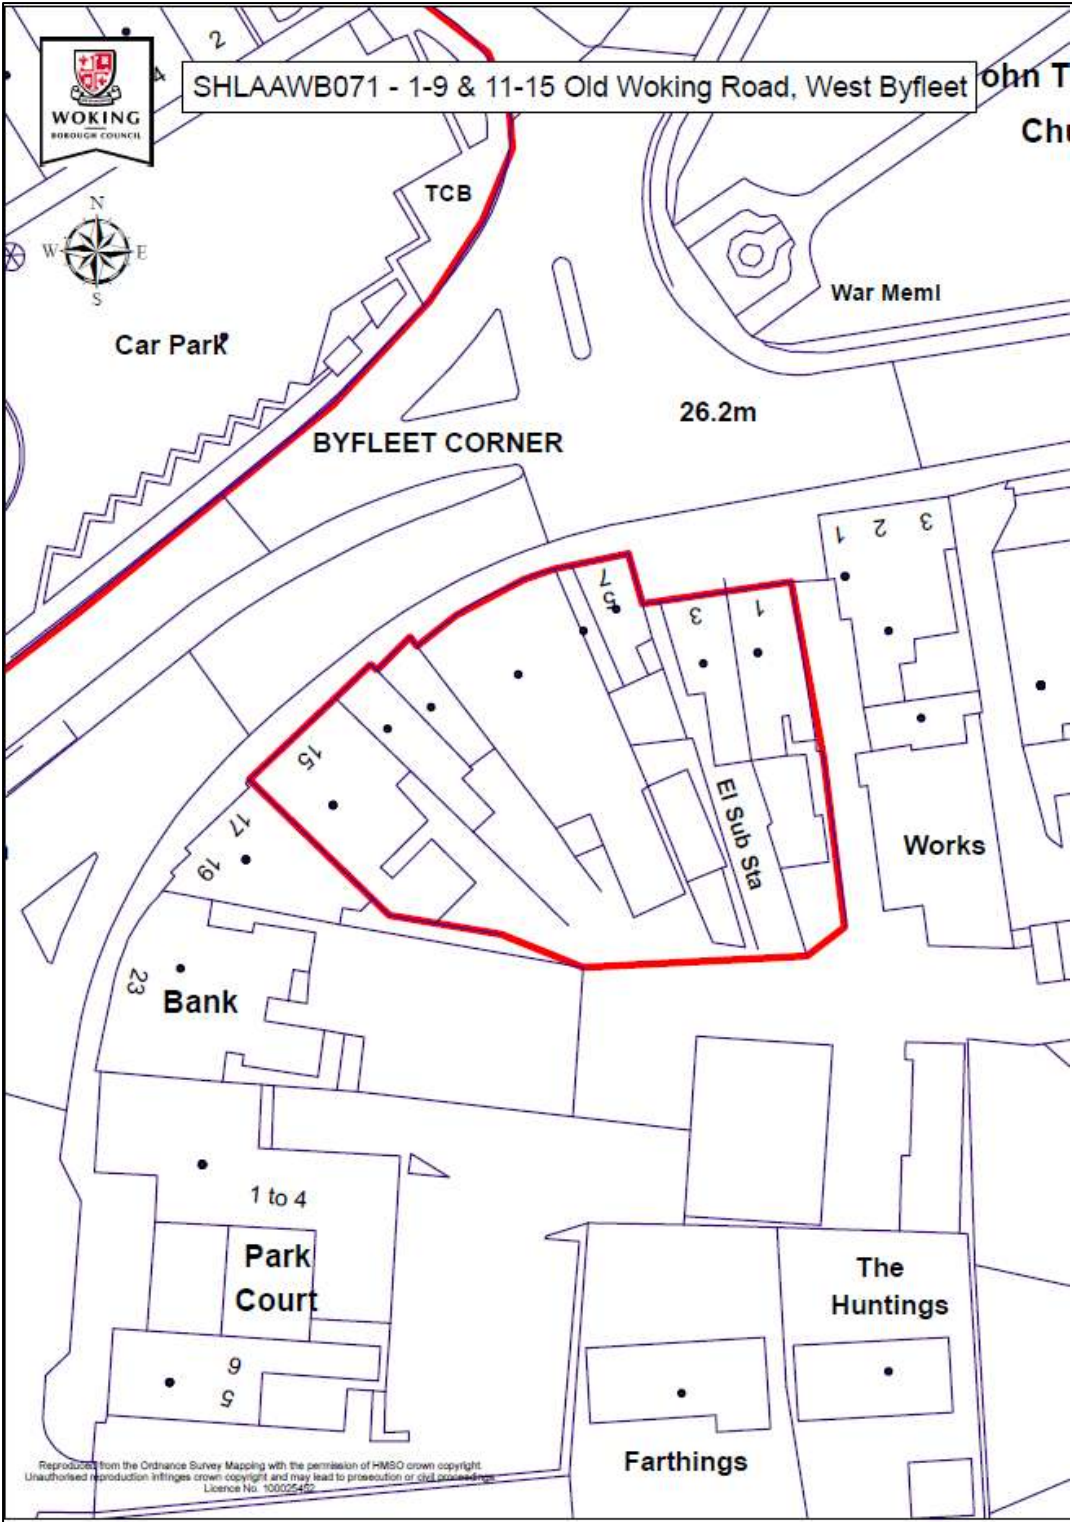 2
4
WOKING
BOROUGH COUNCIL
SHLAAWB071 - 1-9 & 11-15 Old Woking Road, West Byfleet
ohn T
Chu
TCB
N
W E
S
War Meml
Car Park
26.2m
BYFLEET CORNER
1 2 3
7
5
3
1
15
El Sub Sta
17
19
Works
23
Bank
1 to 4
Park
Court
The
Huntings
6
5
Farthings
Reproduced from the Ordnance Survey Mapping with the permission of HMSO crown copyright.
Unauthorised reproduction infringes crown copyright and may lead to prosecution or civil proceedings
Licence No. 100025452